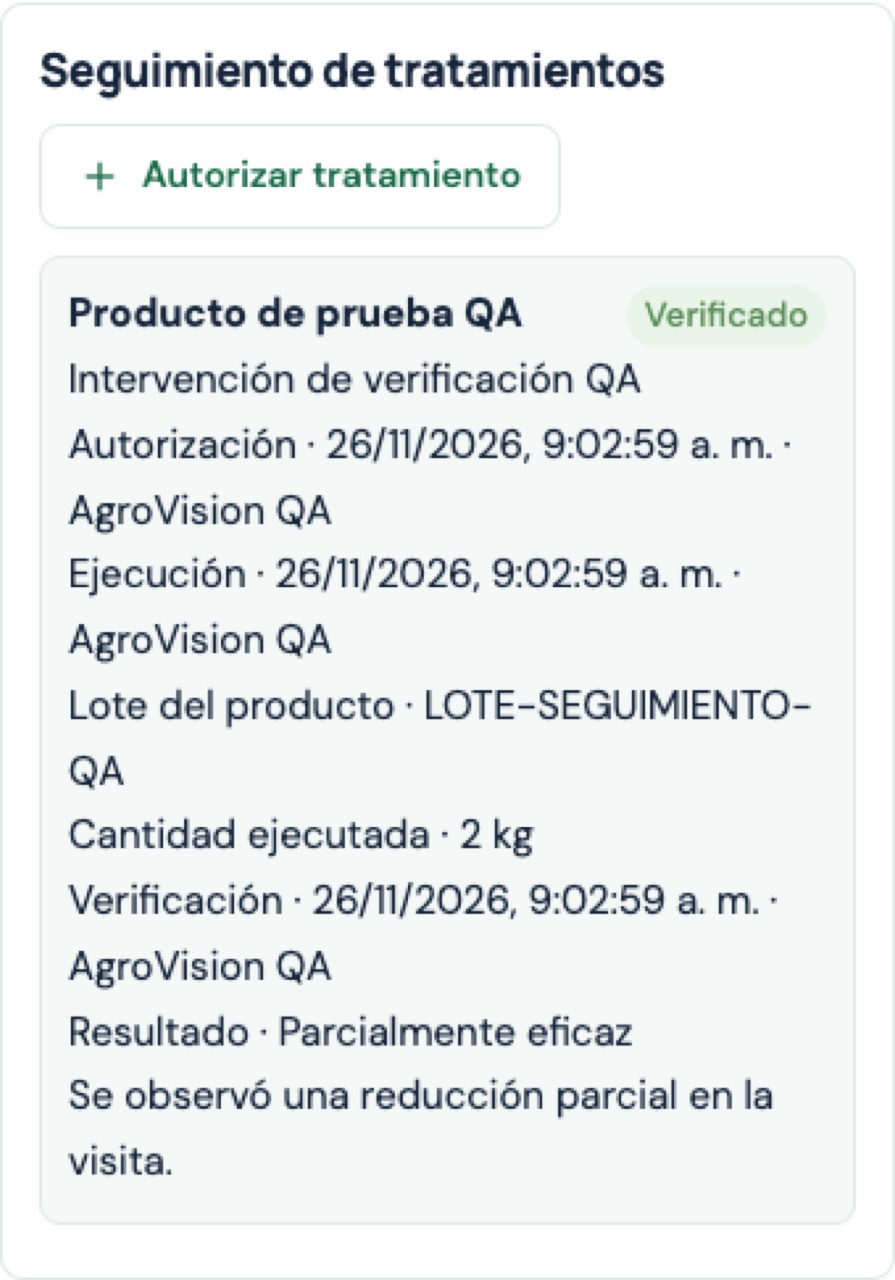 Seguimiento de tratamientos
+ Autorizar tratamiento
Producto de prueba QA
Verificado
Intervención de verificación QA
Autorización · 26/11/2026, 9:02:59 a. m. ·
AgroVision QA
Ejecución · 26/11/2026, 9:02:59 a. m. ·
AgroVision QA
Lote del producto · LOTE-SEGUIMIENTO-
QA
Cantidad ejecutada · 2 kg
Verificación · 26/11/2026, 9:02:59 a. m. ·
AgroVision QA
Resultado · Parcialmente eficaz
Se observó una reducción parcial en la
visita.